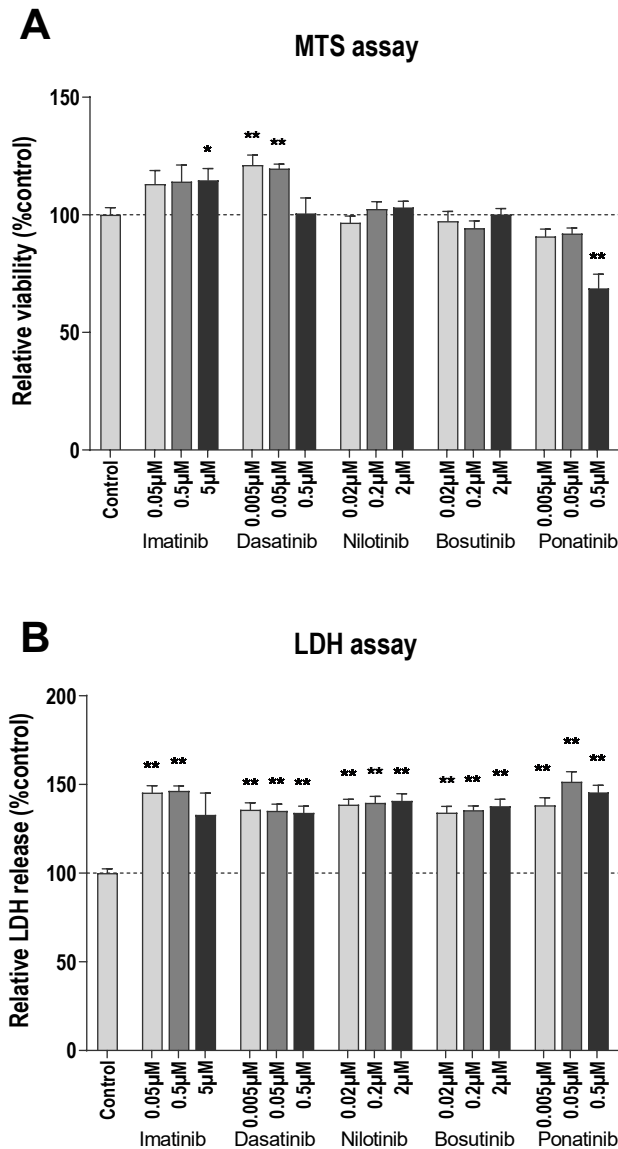 A
MTS assay
Relative viability (%control)
150
100
50
0
* ** ** **
Control 0.05µM 0.5µM 5µM 0.005µM 0.05µM 0.5µM 0.02µM 0.2µM 2µM 0.02µM 0.2µM 2µM 0.005µM 0.05µM 0.5µM
Imatinib Dasatinib Nilotinib Bosutinib Ponatinib
B
LDH assay
Relative LDH release (%control)
200
150
100
50
0
** ** ** ** ** ** ** ** ** ** ** ** ** **
Control 0.05µM 0.5µM 5µM 0.005µM 0.05µM 0.5µM 0.02µM 0.2µM 2µM 0.02µM 0.2µM 2µM 0.005µM 0.05µM 0.5µM
Imatinib Dasatinib Nilotinib Bosutinib Ponatinib